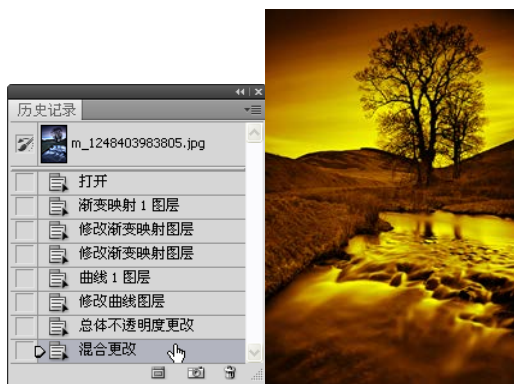 历史记录
m_1248403983805.jpg
打开
渐变映射 1 图层
修改渐变映射图层
修改渐变映射图层
曲线 1 图层
修改曲线图层
总体不透明度更改
混合更改